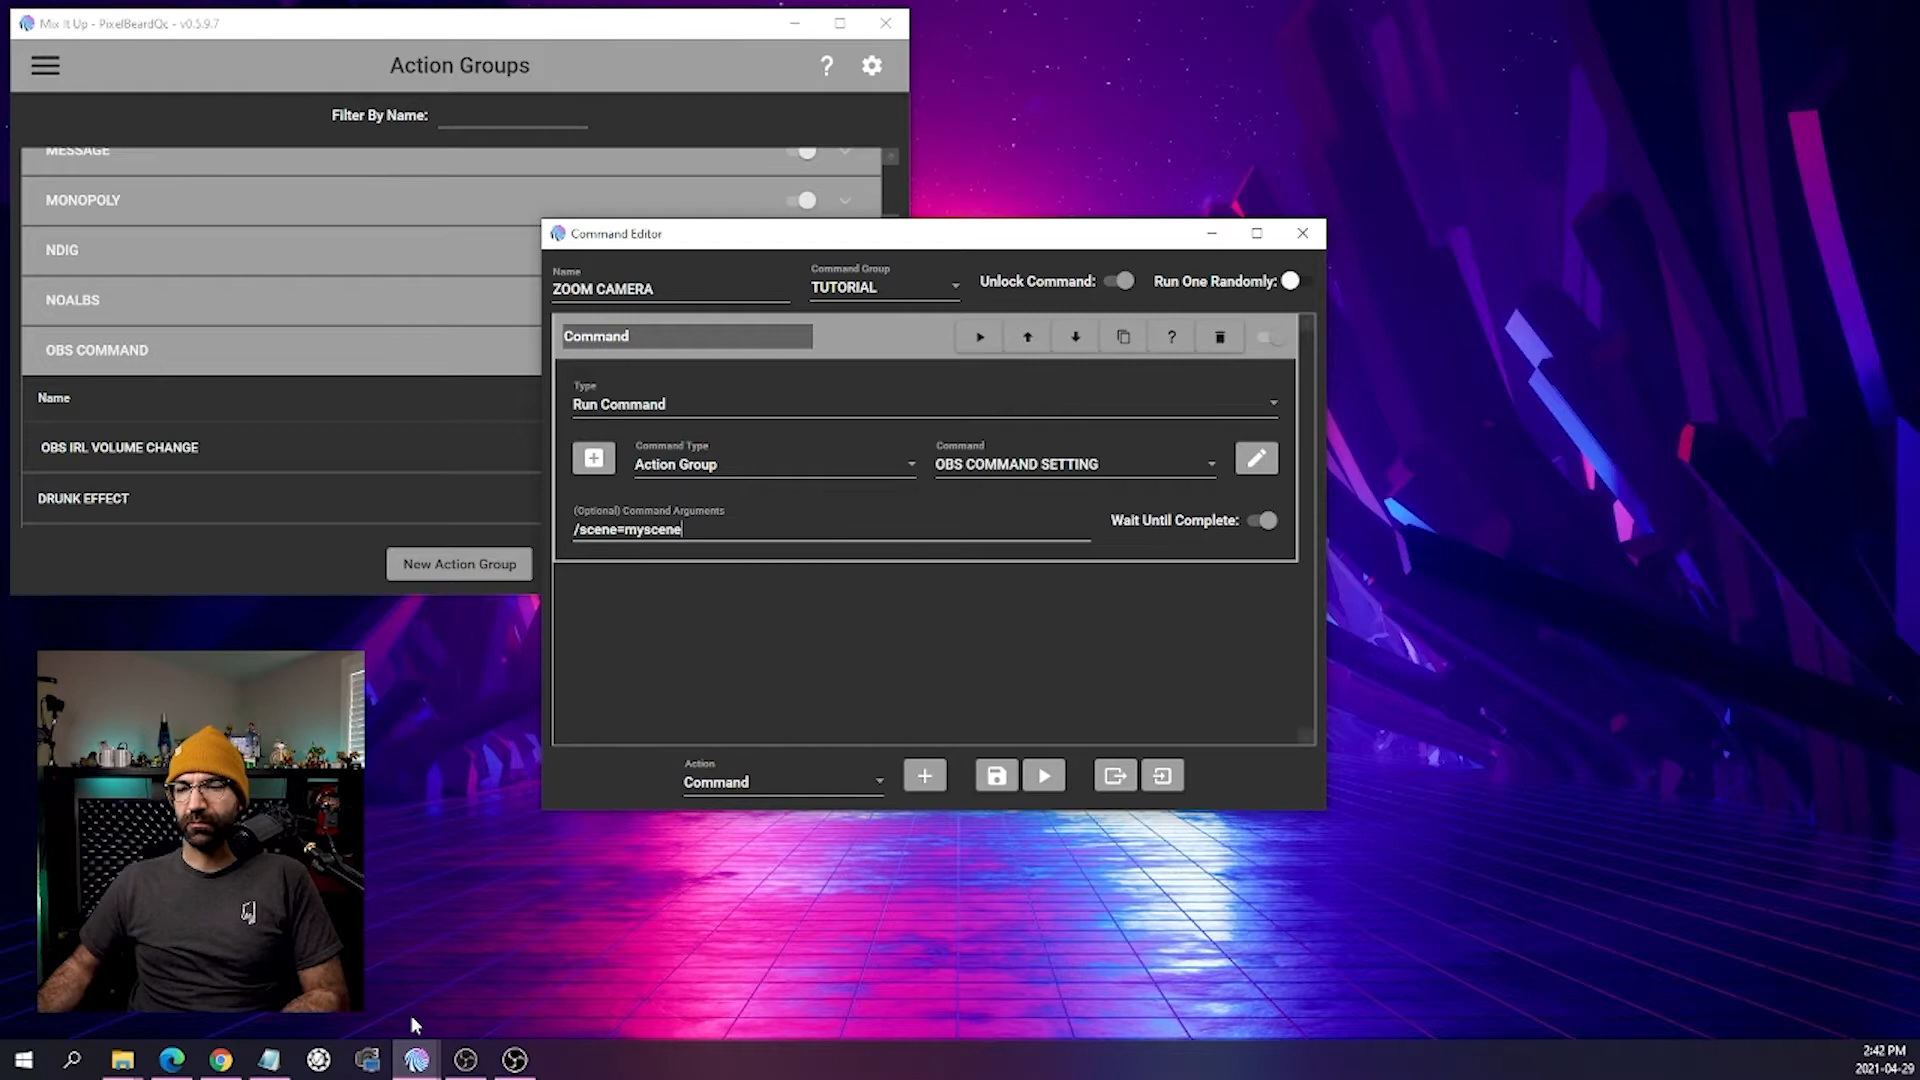 Mix It Up - PixelBeardQc - v0.5.9.7
Action Groups
?
Filter By Name:
MESSAGE
MONOPOLY
NDIG
NOALBS
OBS COMMAND
Name
OBS IRL VOLUME CHANGE
DRUNK EFFECT
New Action Group
Command Editor
Name
ZOOM CAMERA
Command Group
TUTORIAL
Unlock Command:
Run One Randomly:
Command
?
Type
Run Command
Command Type
Action Group
Command
OBS COMMAND SETTING
(Optional) Command Arguments
/scene=myscene
Wait Until Complete:
Action
Command
2:42 PM
2021-04-29